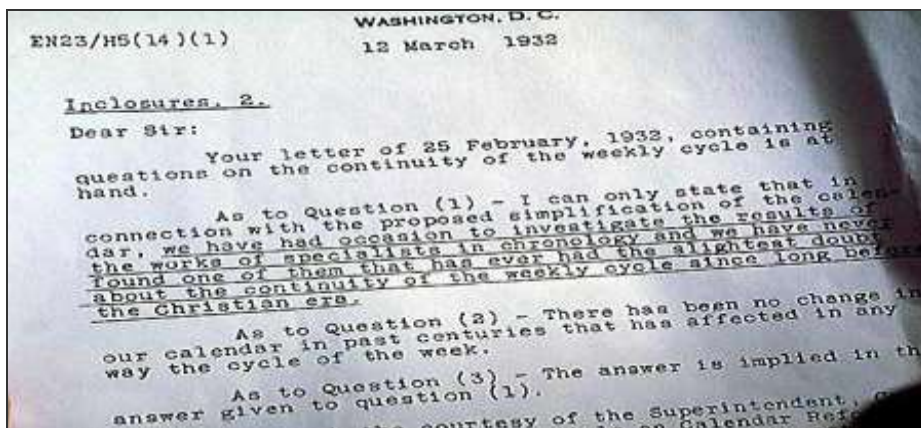 WASHINGTON, D. C.
EN23/H5(14)(1)
12 March 1932
Inclosures. 2.
Dear Sir:
Your letter of 25 February, 1932, containing
questions on the continuity of the weekly cycle is at
hand.
As to Question (1) - I can only state that in
connection with the proposed simplification of the calen-
dar, we have had occasion to investigate the results of
the works of specialists in chronology and we have never
found one of them that has ever had the slightest doubt
about the continuity of the weekly cycle since long before
the Christian era.
As to Question (2) - There has been no change in
our calendar in past centuries that has affected in any
way the cycle of the week.
As to Question (3) - The answer is implied in th
answer given to question (1).
courtesy of the Superintendent,
on Calendar Refo